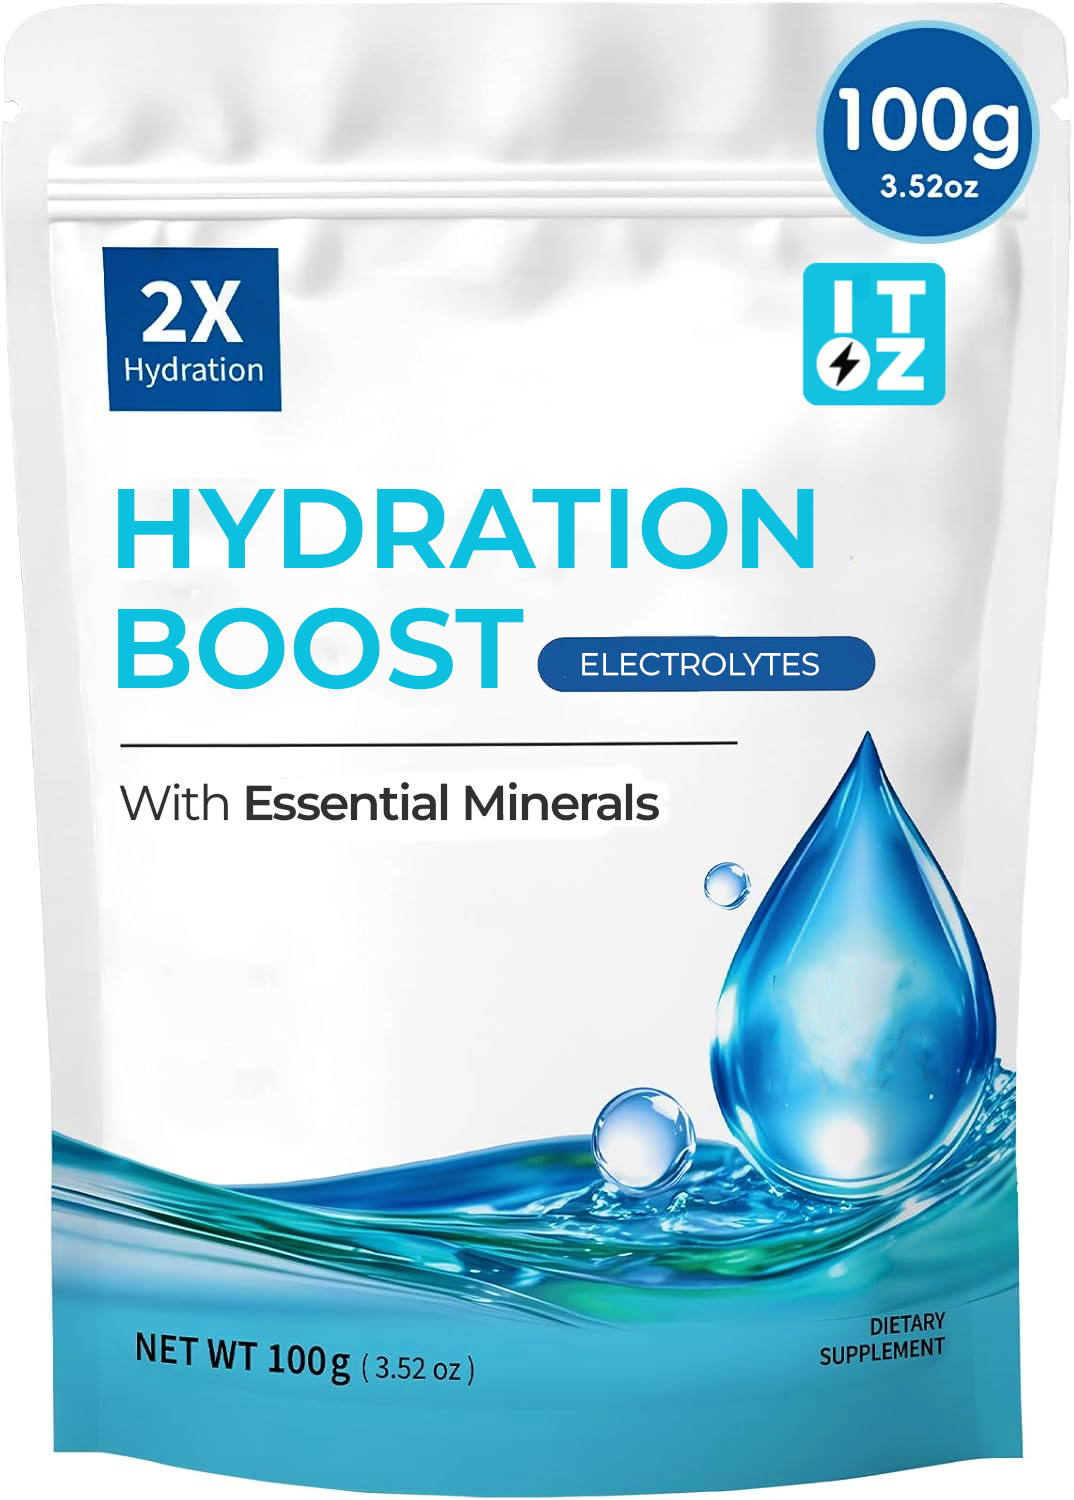 100g
3.52oz
2X
Hydration
I T
OZ
HYDRATION
BOOST
ELECTROLYTES
With Essential Minerals
NET WT 100g ( 3.52 oz )
DIETARY
SUPPLEMENT